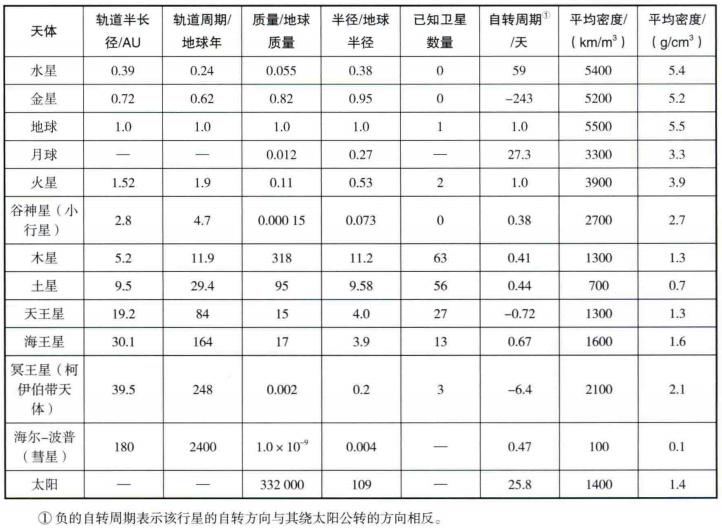 天体 轨道半长径/AU 轨道周期/地球年 质量/地球质量 半径/地球半径 已知卫星数量 自转周期①/天 平均密度/（km/m³） 平均密度/（g/cm³）
水星 0.39 0.24 0.055 0.38 0 59 5400 5.4
金星 0.72 0.62 0.82 0.95 0 -243 5200 5.2
地球 1.0 1.0 1.0 1.0 1 1.0 5500 5.5
月球 — — 0.012 0.27 — 27.3 3300 3.3
火星 1.52 1.9 0.11 0.53 2 1.0 3900 3.9
谷神星（小行星） 2.8 4.7 0.000 15 0.073 0 0.38 2700 2.7
木星 5.2 11.9 318 11.2 63 0.41 1300 1.3
土星 9.5 29.4 95 9.58 56 0.44 700 0.7
天王星 19.2 84 15 4.0 27 -0.72 1300 1.3
海王星 30.1 164 17 3.9 13 0.67 1600 1.6
冥王星（柯伊伯带天体） 39.5 248 0.002 0.2 3 -6.4 2100 2.1
海尔-波普（彗星） 180 2400 1.0×10⁻⁹ 0.004 — 0.47 100 0.1
太阳 — — 332 000 109 — 25.8 1400 1.4
①负的自转周期表示该行星的自转方向与其绕太阳公转的方向相反。